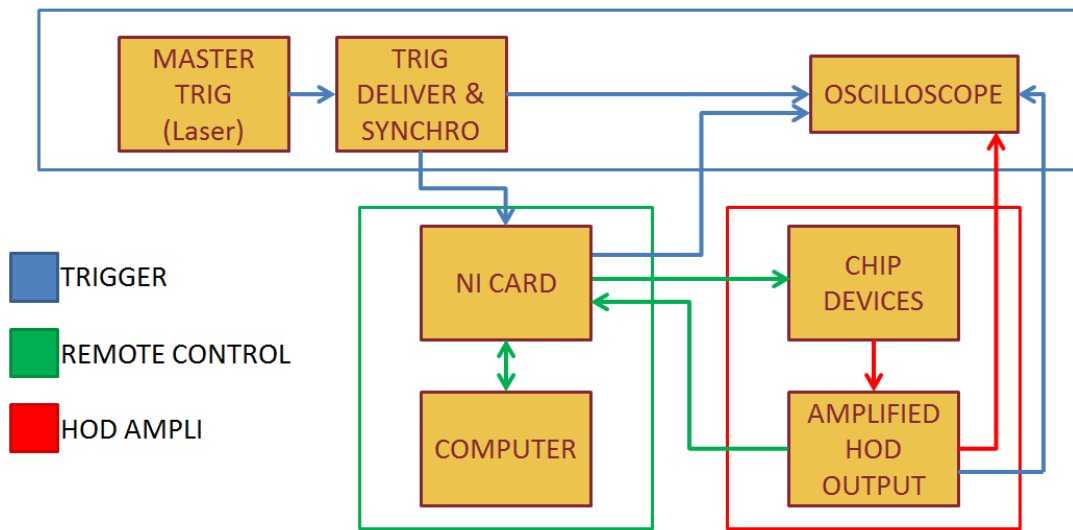 MASTER
TRIG
(Laser)
TRIG
DELIVER &
SYNCHRO
OSCILLOSCOPE
NI CARD
CHIP
DEVICES
COMPUTER
AMPLIFIED
HOD
OUTPUT
TRIGGER
REMOTE CONTROL
HOD AMPLI